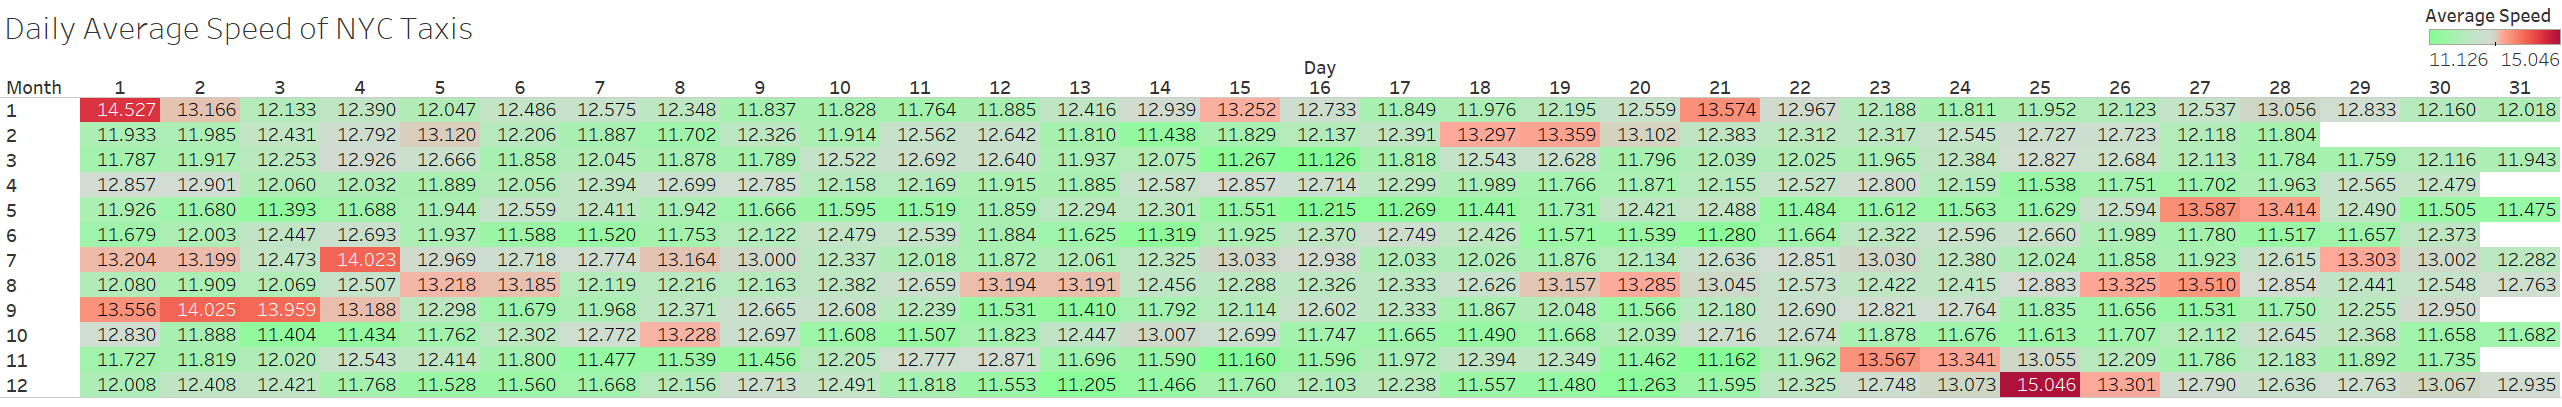 Daily Average Speed of NYC Taxis
Average Speed
11.126 15.046
Day
Month 1 2 3 4 5 6 7 8 9 10 11 12 13 14 15 16 17 18 19 20 21 22 23 24 25 26 27 28 29 30 31
1 14.527 13.166 12.133 12.390 12.047 12.486 12.575 12.348 11.837 11.828 11.764 11.885 12.416 12.939 13.252 12.733 11.849 11.976 12.195 12.559 13.574 12.967 12.188 11.811 11.952 12.123 12.537 13.056 12.833 12.160 12.018
2 11.933 11.985 12.431 12.792 13.120 12.206 11.887 11.702 12.326 11.914 12.562 12.642 11.810 11.438 11.829 12.137 12.391 13.297 13.359 13.102 12.383 12.312 12.317 12.545 12.727 12.723 12.118 11.804
3 11.787 11.917 12.253 12.926 12.666 11.858 12.045 11.878 11.789 12.522 12.692 12.640 11.937 12.075 11.267 11.126 11.818 12.543 12.628 11.796 12.039 12.025 11.965 12.384 12.827 12.684 12.113 11.784 11.759 12.116 11.943
4 12.857 12.901 12.060 12.032 11.889 12.056 12.394 12.699 12.785 12.158 12.169 11.915 11.885 12.587 12.857 12.714 12.299 11.989 11.766 11.871 12.155 12.527 12.800 12.159 11.538 11.751 11.702 11.963 12.565 12.479
5 11.926 11.680 11.393 11.688 11.944 12.559 12.411 11.942 11.666 11.595 11.519 11.859 12.294 12.301 11.551 11.215 11.269 11.441 11.731 12.421 12.488 11.484 11.612 11.563 11.629 12.594 13.587 13.414 12.490 11.505 11.475
6 11.679 12.003 12.447 12.693 11.937 11.588 11.520 11.753 12.122 12.479 12.539 11.884 11.625 11.319 11.925 12.370 12.749 12.426 11.571 11.539 11.280 11.664 12.322 12.596 12.660 11.989 11.780 11.517 11.657 12.373
7 13.204 13.199 12.473 14.023 12.969 12.718 12.774 13.164 13.000 12.337 12.018 11.872 12.061 12.325 13.033 12.938 12.033 12.026 11.876 12.134 12.636 12.851 13.030 12.380 12.024 11.858 11.923 12.615 13.303 13.002 12.282
8 12.080 11.909 12.069 12.507 13.218 13.185 12.119 12.216 12.163 12.382 12.659 13.194 13.191 12.456 12.288 12.326 12.333 12.626 13.157 13.285 13.045 12.573 12.422 12.415 12.883 13.325 13.510 12.854 12.441 12.548 12.763
9 13.556 14.025 13.959 13.188 12.298 11.679 11.968 12.371 12.665 12.608 12.239 11.531 11.410 11.792 12.114 12.602 12.333 11.867 12.048 11.566 12.180 12.690 12.821 12.764 11.835 11.656 11.531 11.750 12.255 12.950
10 12.830 11.888 11.404 11.434 11.762 12.302 12.772 13.228 12.697 11.608 11.507 11.823 12.447 13.007 12.699 11.747 11.665 11.490 11.668 12.039 12.716 12.674 11.878 11.676 11.613 11.707 12.112 12.645 12.368 11.658 11.682
11 11.727 11.819 12.020 12.543 12.414 11.800 11.477 11.539 11.456 12.205 12.777 12.871 11.696 11.590 11.160 11.596 11.972 12.394 12.349 11.462 11.162 11.962 13.567 13.341 13.055 12.209 11.786 12.183 11.892 11.735
12 12.008 12.408 12.421 11.768 11.528 11.560 11.668 12.156 12.713 12.491 11.818 11.553 11.205 11.466 11.760 12.103 12.238 11.557 11.480 11.263 11.595 12.325 12.748 13.073 15.046 13.301 12.790 12.636 12.763 13.067 12.935